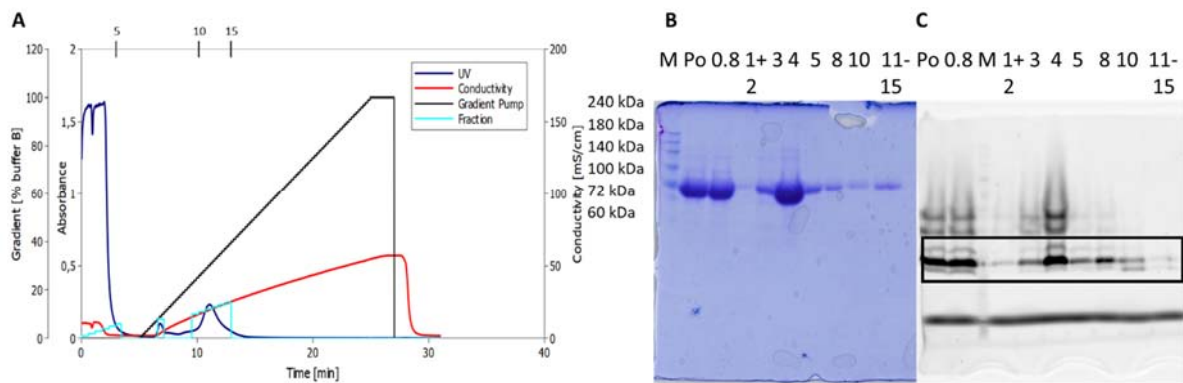 A
5 10 15
120 2 200
UV
Conductivity
Gradient Pump
Fraction
100
1,5 150
80
60 1 100
40
0,5 50
20
0 0 0
0 10 20 30 40
Time [min]
Gradient [% buffer B]
Absorbance
Conductivity [mS/cm]
B
M Po 0.8 1+ 3 4 5 8 10 11-
2 15
240 kDa
180 kDa
140 kDa
100 kDa
72 kDa
60 kDa
C
Po 0.8 M 1+ 3 4 5 8 10 11-
2 15